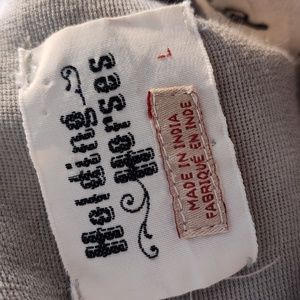 Holding
Horses
L
MADE IN INDIA
FABRIQUÉ EN INDE